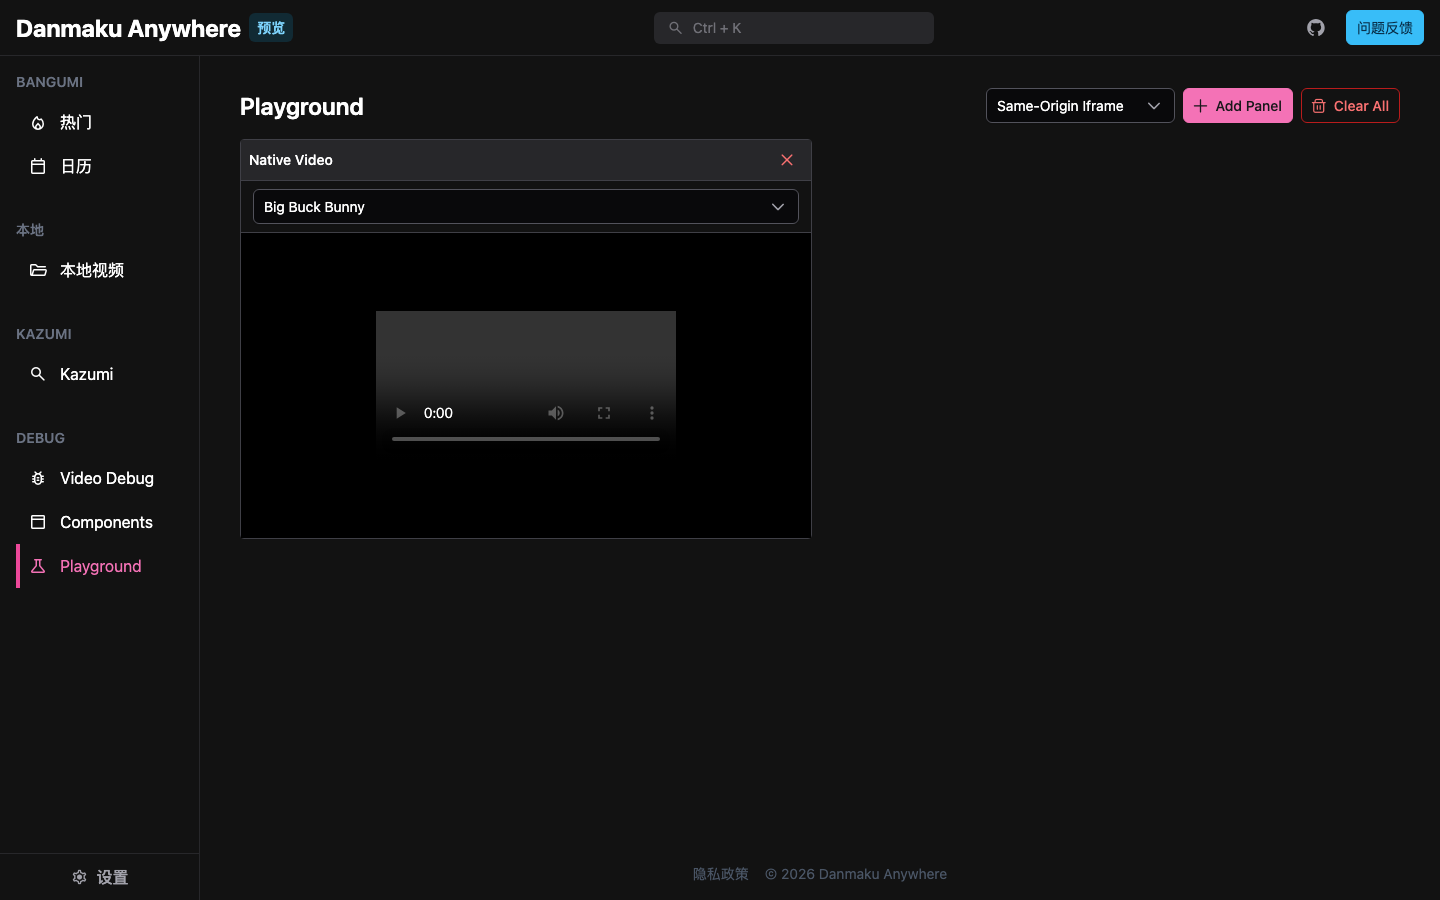 Danmaku Anywhere 预览
Ctrl + K
问题反馈
BANGUMI
热门
日历
本地
本地视频
KAZUMI
Kazumi
DEBUG
Video Debug
Components
Playground
设置
Playground
Same-Origin Iframe
Add Panel
Clear All
Native Video
Big Buck Bunny
0:00
隐私政策 © 2026 Danmaku Anywhere